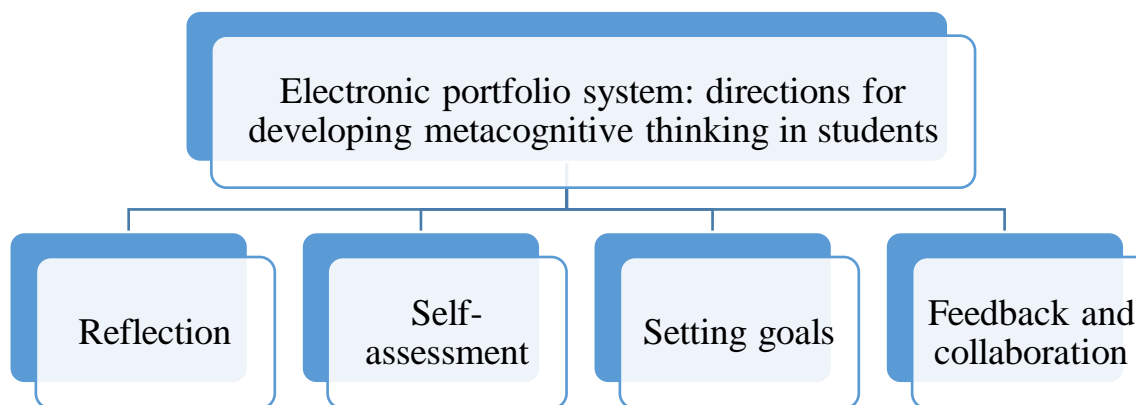 Electronic portfolio system: directions for
developing metacognitive thinking in students
Reflection
Self-
assessment
Setting goals
Feedback and
collaboration